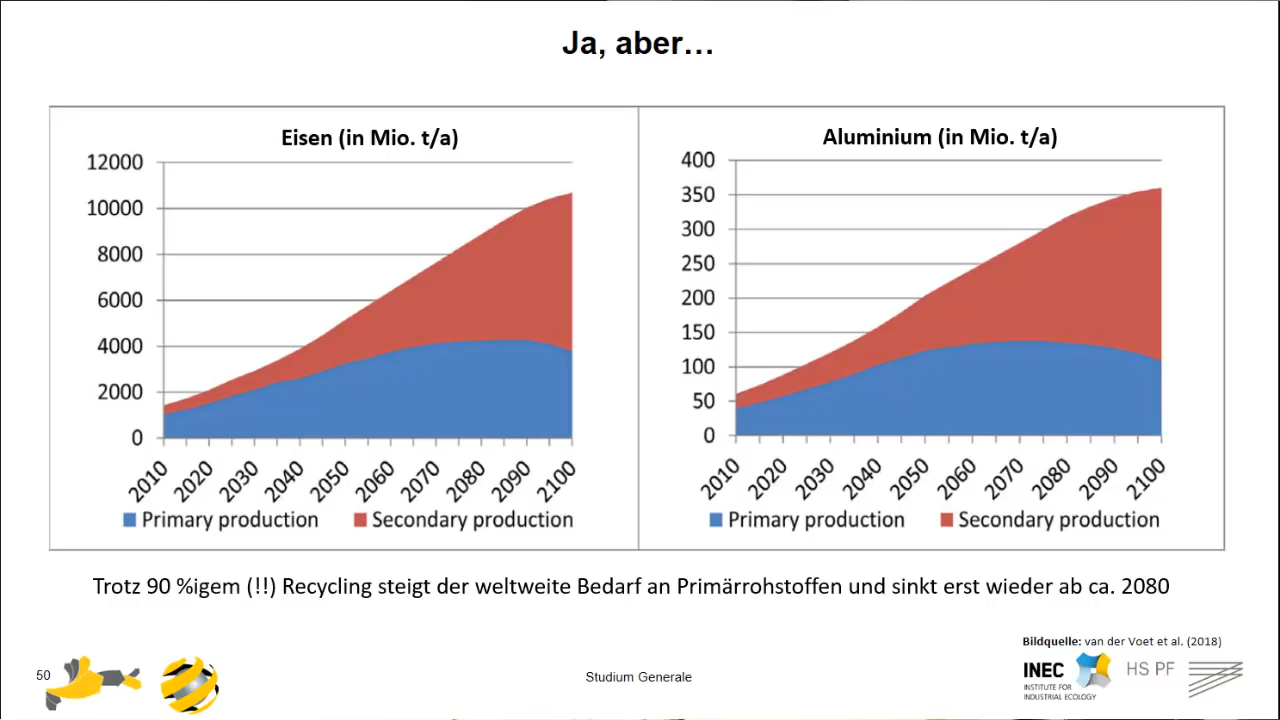 Ja, aber…
Eisen (in Mio. t/a)
12000
10000
8000
6000
4000
2000
0
2010 2020 2030 2040 2050 2060 2070 2080 2090 2100
Primary production Secondary production
Aluminium (in Mio. t/a)
400
350
300
250
200
150
100
50
0
2010 2020 2030 2040 2050 2060 2070 2080 2090 2100
Primary production Secondary production
Trotz 90 %igem (!!) Recycling steigt der weltweite Bedarf an Primärrohstoffen und sinkt erst wieder ab ca. 2080
Bildquelle: van der Voet et al. (2018)
50
Studium Generale
INEC
INSTITUTE FOR
INDUSTRIAL ECOLOGY
HS PF